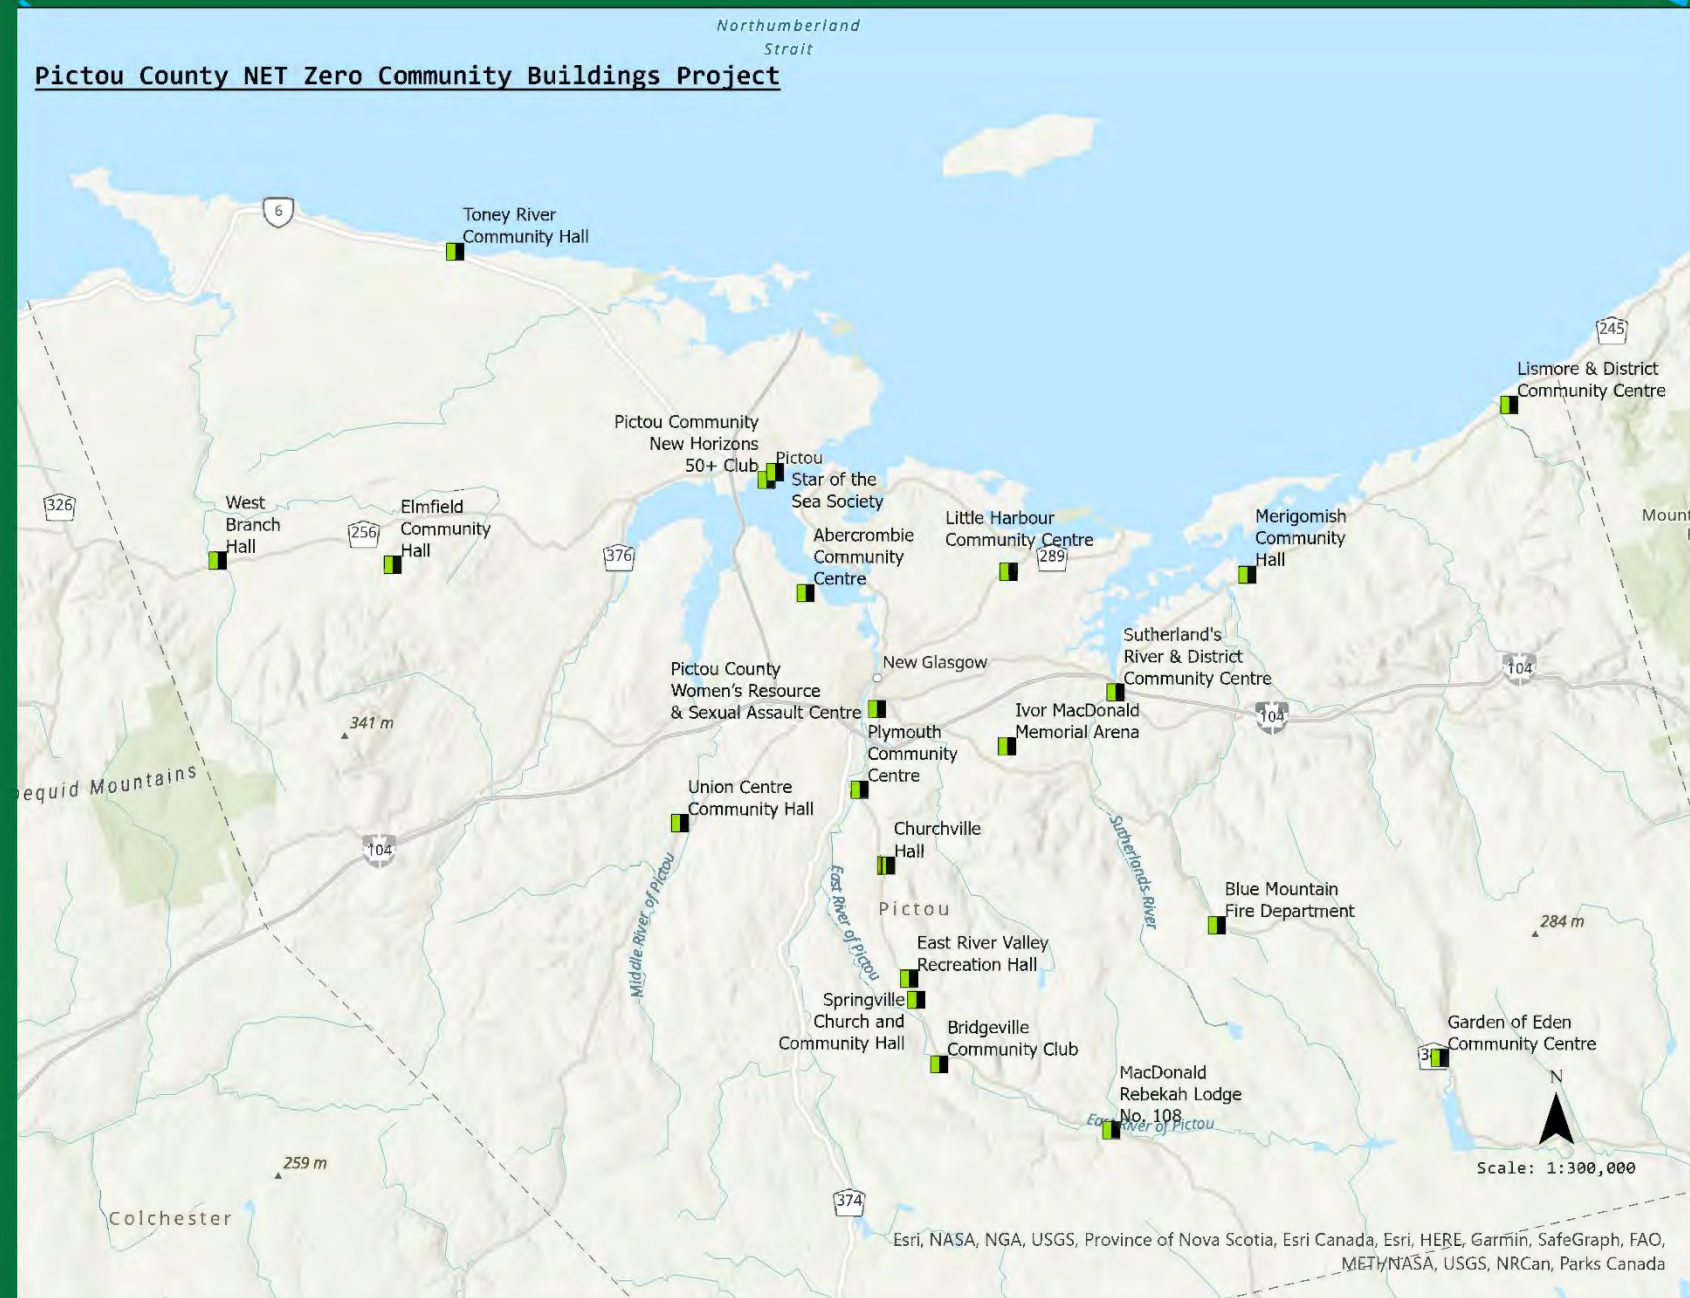 Northumberland
Strait
Pictou County NET Zero Community Buildings Project
6
Toney River
Community Hall
245
Lismore & District
Community Centre
Pictou Community
New Horizons
50+ Club
Pictou
Star of the
Sea Society
326
West
Branch
Hall
256
Elmfield
Community
Hall
376
Abercrombie
Community
Centre
Little Harbour
Community Centre
289
Merigomish
Community
Hall
Mount
Sutherland's
River & District
Community Centre
104
New Glasgow
Pictou County
Women's Resource
& Sexual Assault Centre
Ivor MacDonald
Memorial Arena
104
341 m
Plymouth
Community
Centre
equid Mountains
Union Centre
Community Hall
104
Churchville
Hall
Sutherlands River
Middle River of Pictou
East River of Pictou
Pictou
Blue Mountain
Fire Department
284 m
East River Valley
Recreation Hall
Springville
Church and
Community Hall
Bridgeville
Community Club
Garden of Eden
Community Centre
MacDonald
Rebekah Lodge
No. 108
East River of Pictou
N
Scale: 1:300,000
259 m
Colchester
374
Esri, NASA, NGA, USGS, Province of Nova Scotia, Esri Canada, Esri, HERE, Garmin, SafeGraph, FAO,
METI/NASA, USGS, NRCan, Parks Canada